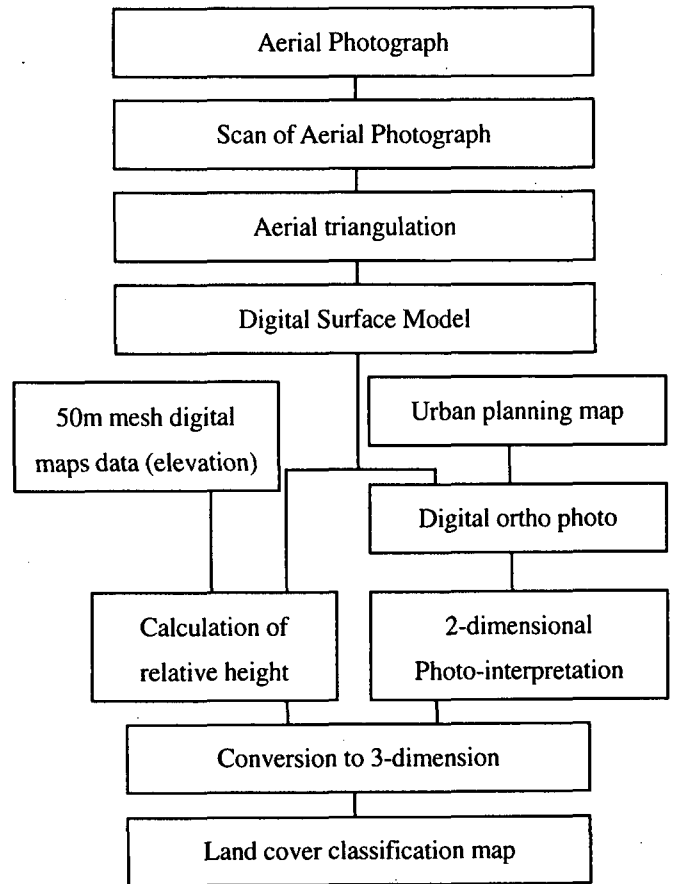 Aerial Photograph
Scan of Aerial Photograph
Aerial triangulation
Digital Surface Model
50m mesh digital
maps data (elevation)
Urban planning map
Digital ortho photo
Calculation of
relative height
2-dimensional
Photo-interpretation
Conversion to 3-dimension
Land cover classification map